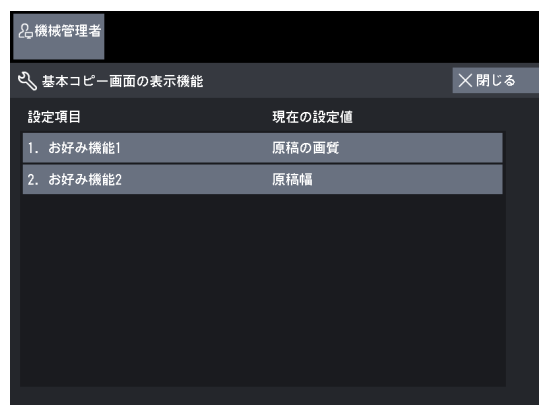 機械管理者
基本コピー画面の表示機能
閉じる
設定項目 現在の設定値
1. お好み機能1 原稿の画質
2. お好み機能2 原稿幅